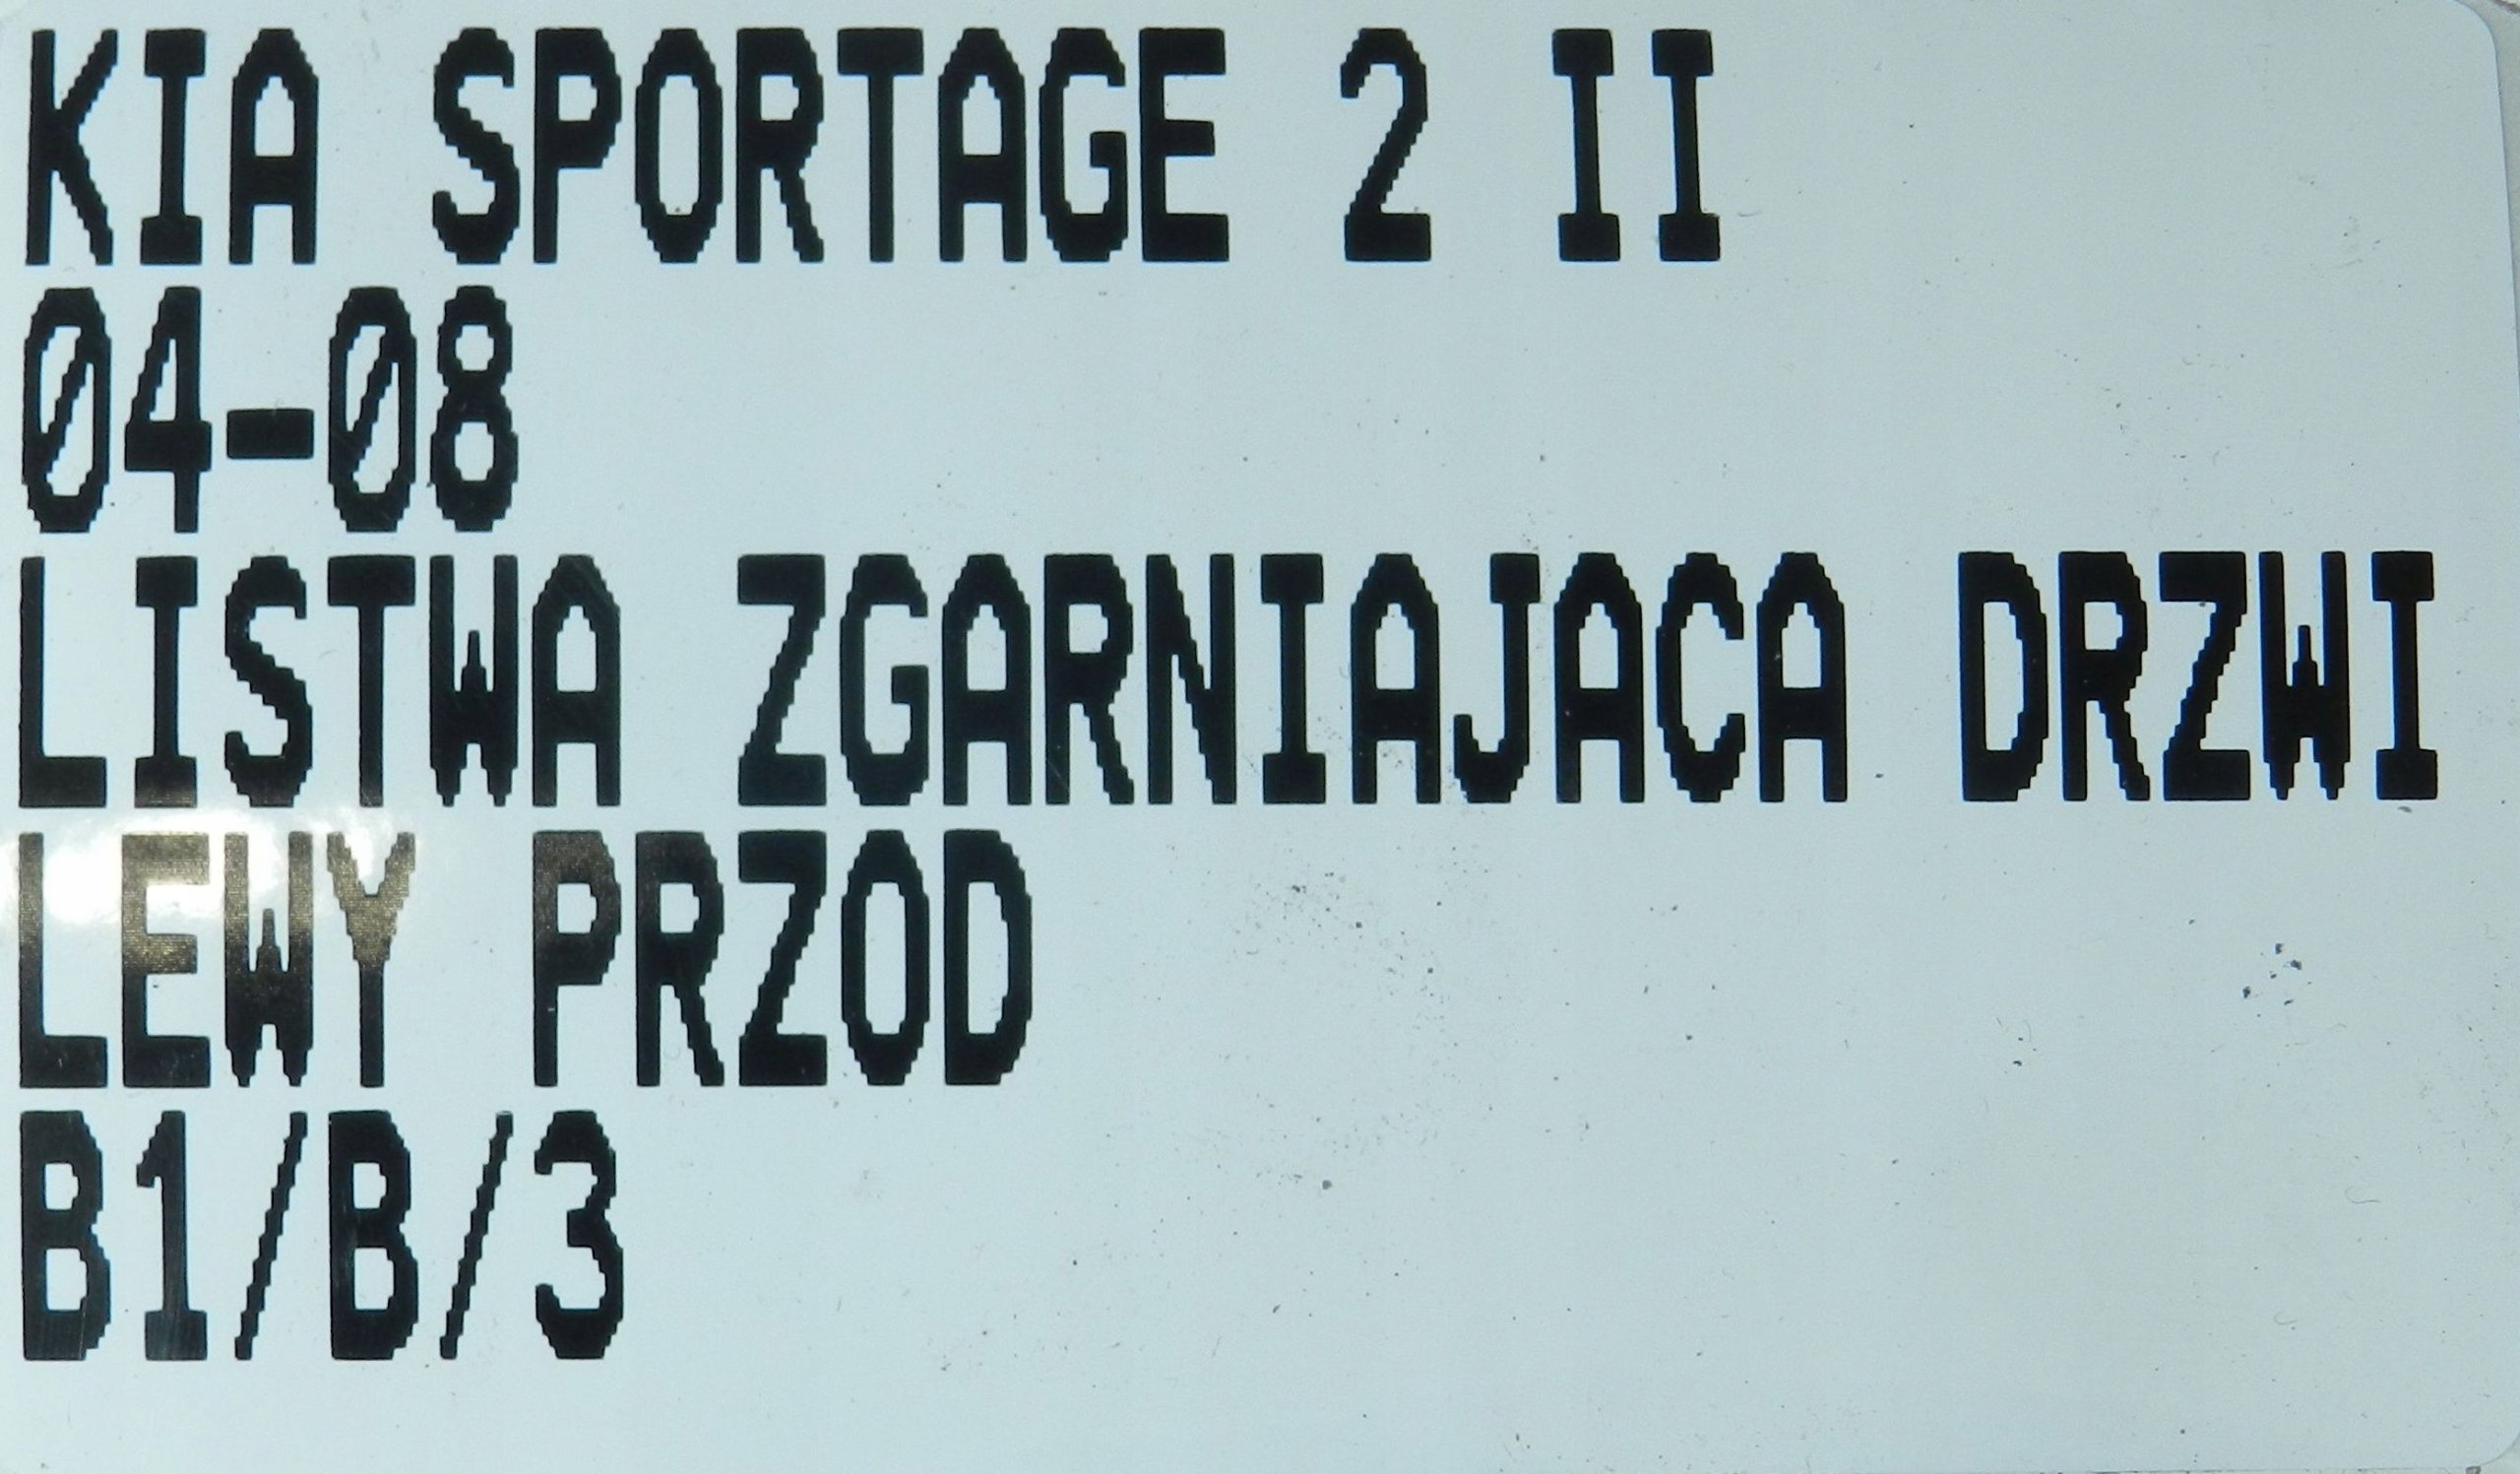 KIA SPORTAGE 2 II
04-08
LISTWA ZGARNIAJACA DRZWI
LEWY PRZOD
B1/B/3